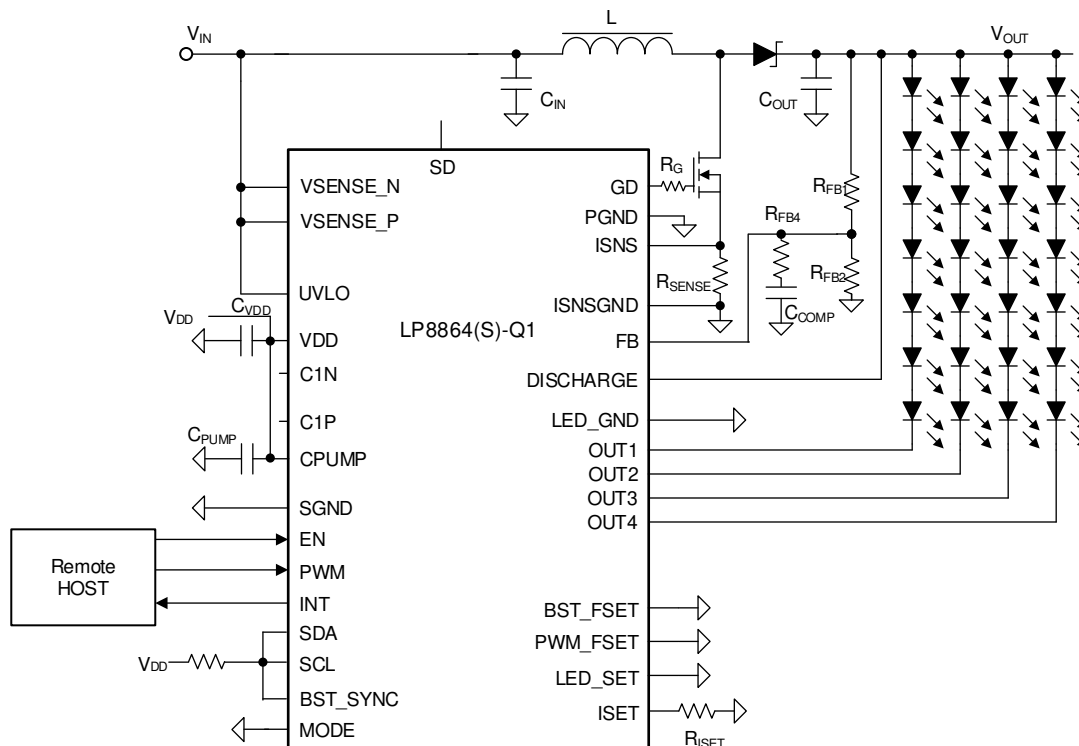 L
VIN
VOUT
CIN
COUT
SD
RG
VSENSE_N
GD
RFB1
VSENSE_P
PGND
RFB4
ISNS
RFB2
RSENSE
UVLO
ISNSGND
CCOMP
CVDD
VDD
VDD
LP8864(S)-Q1
FB
C1N
DISCHARGE
C1P
LED_GND
CPUMP
OUT1
CPUMP
OUT2
OUT3
SGND
OUT4
EN
Remote
HOST
PWM
INT
BST_FSET
SDA
PWM_FSET
VDD
SCL
LED_SET
BST_SYNC
ISET
MODE
RISET